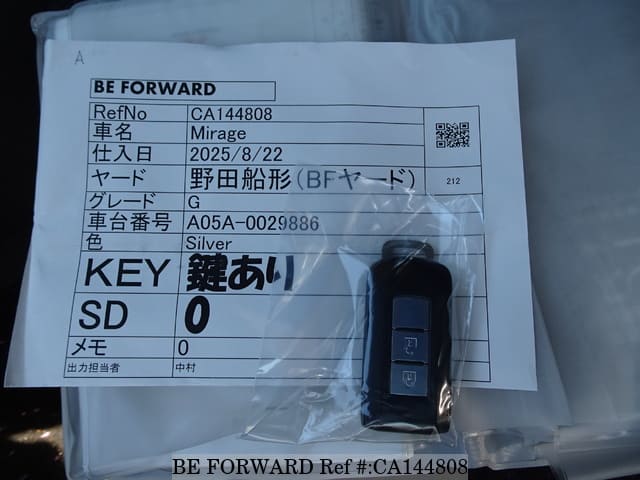 A
BE FORWARD
RefNo CA144808
車名 Mirage
仕入日 2025/8/22
ヤード 野田船形(BFヤード) 212
グレード G
車台番号 A05A-0029886
色 Silver
KEY 鍵あり
SD 0
メモ 0
出力担当者 中村
BE FORWARD Ref #:CA144808